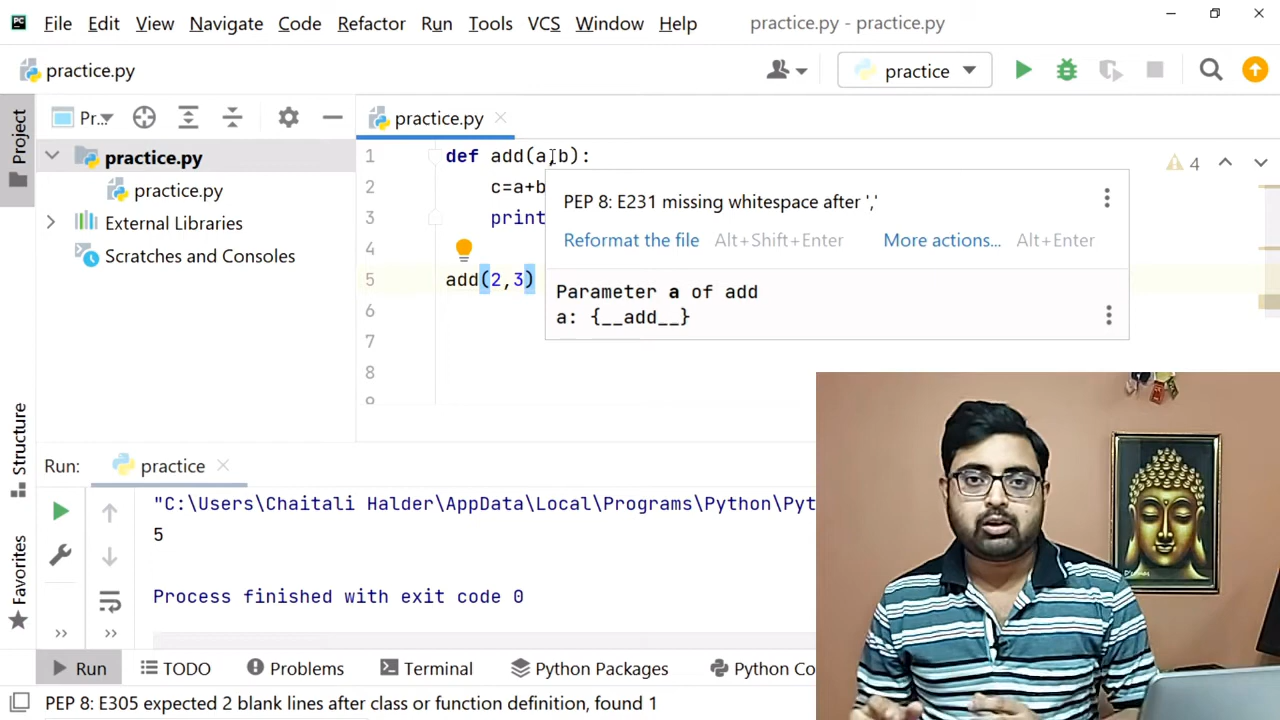 File Edit View Navigate Code Refactor Run Tools VCS Window Help practice.py - practice.py
practice.py practice
Pr... practice.py
Project
1 def add(a,b):
2 c=a+b
3 print
4
5 add(2,3)
6
7
8
9
practice.py
practice.py
External Libraries
Scratches and Consoles
4
PEP 8: E231 missing whitespace after ','
Reformat the file Alt+Shift+Enter More actions... Alt+Enter
Parameter a of add
a: {__add__}
Structure
Favorites
Run: practice
"C:\Users\Chaitali Halder\AppData\Local\Programs\Python\Pyt
5
Process finished with exit code 0
Run TODO Problems Terminal Python Packages Python Co
PEP 8: E305 expected 2 blank lines after class or function definition, found 1